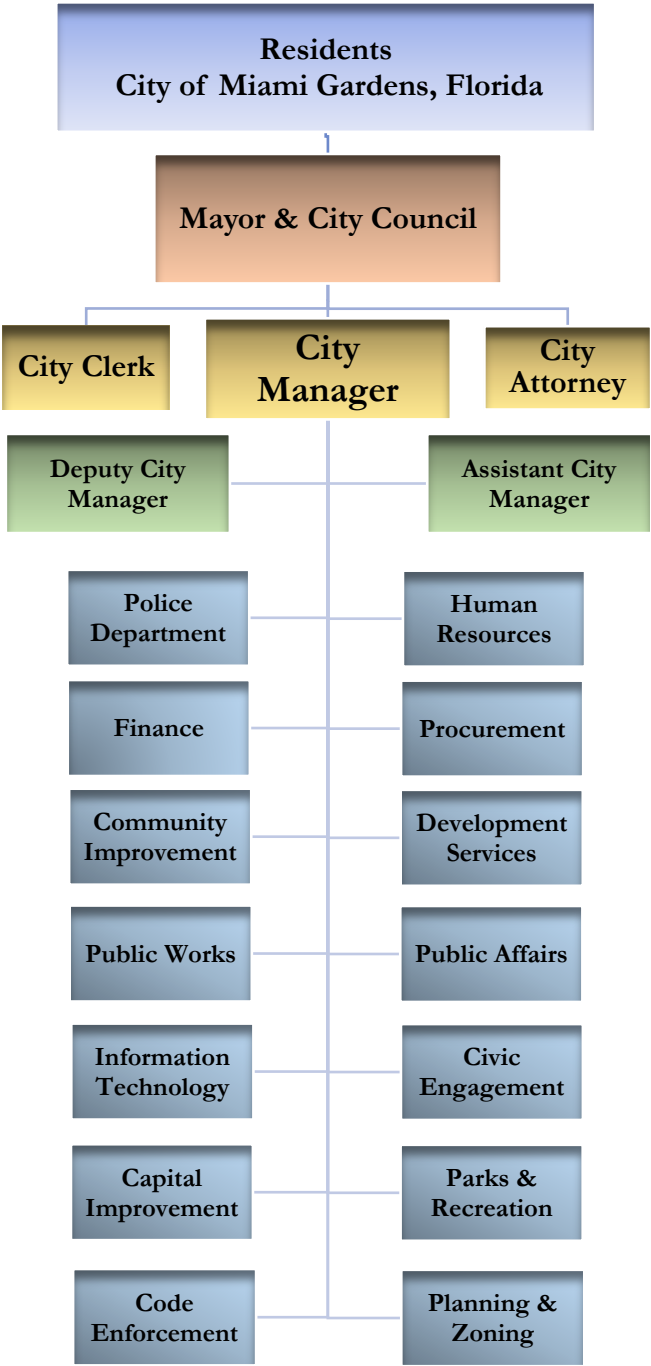 Residents
City of Miami Gardens, Florida
Mayor & City Council
City Clerk
City
Manager
City
Attorney
Deputy City
Manager
Assistant City
Manager
Police
Department
Human
Resources
Finance
Procurement
Community
Improvement
Development
Services
Public Works
Public Affairs
Information
Technology
Civic
Engagement
Capital
Improvement
Parks &
Recreation
Code
Enforcement
Planning &
Zoning